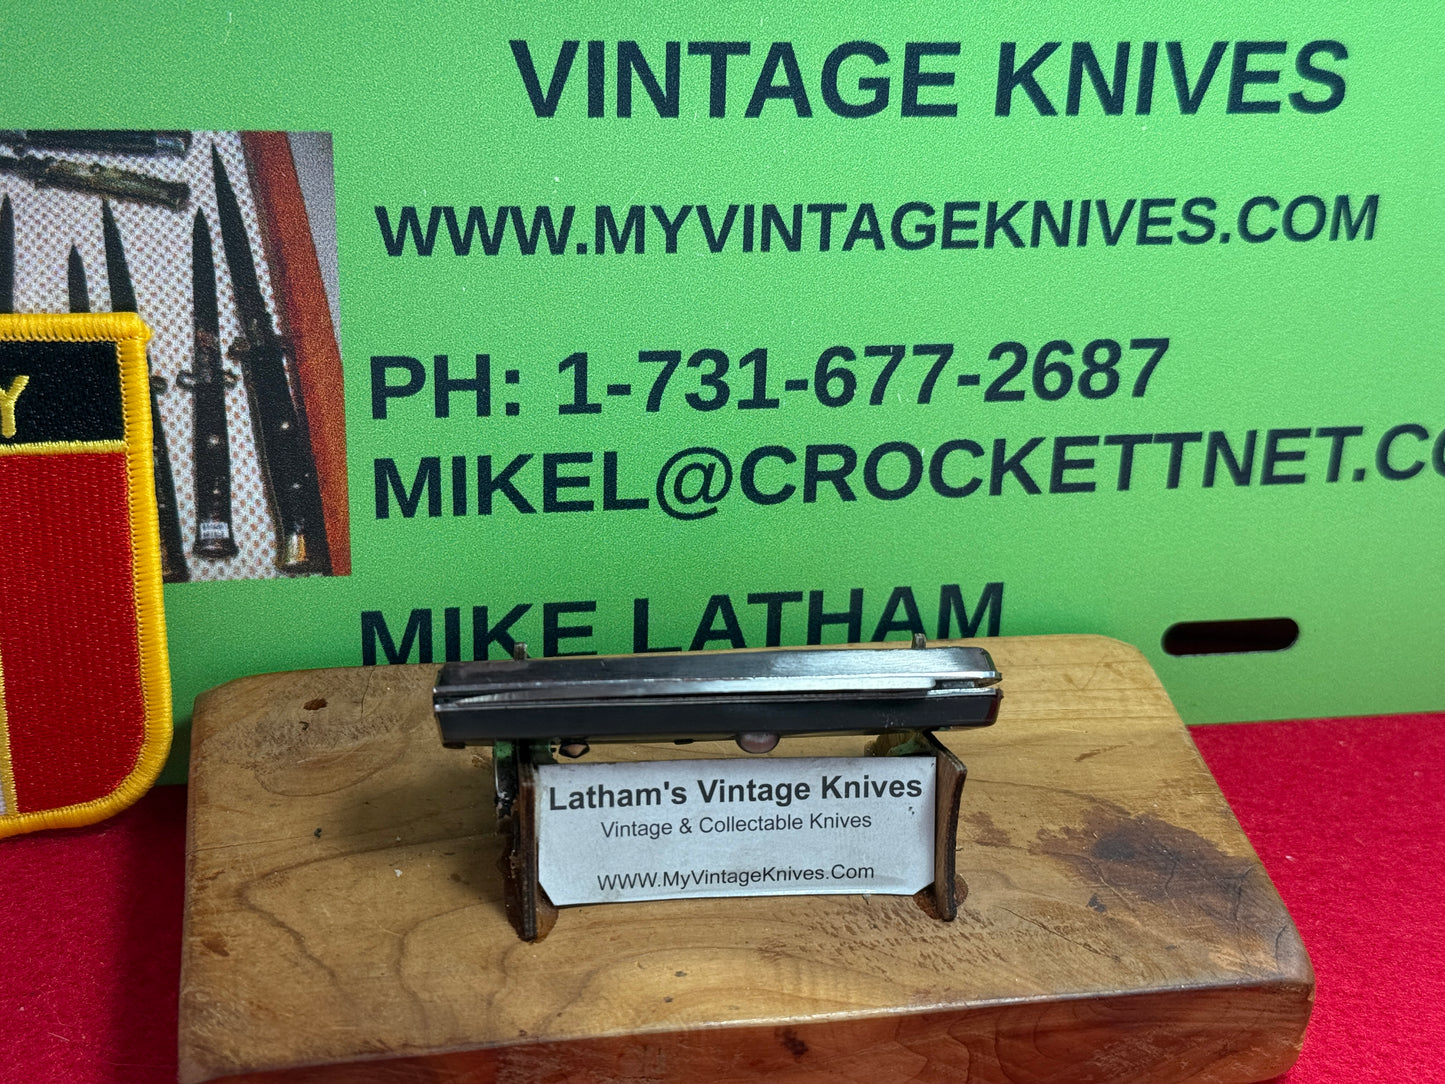 VINTAGE KNIVES
WWW.MYVINTAGEKNIVES.COM
PH: 1-731-677-2687
MIKEL@CROCKETTNET.CO
MIKE LATHAM
Y
Latham's Vintage Knives
Vintage & Collectable Knives
WWW.MyVintageKnives.Com